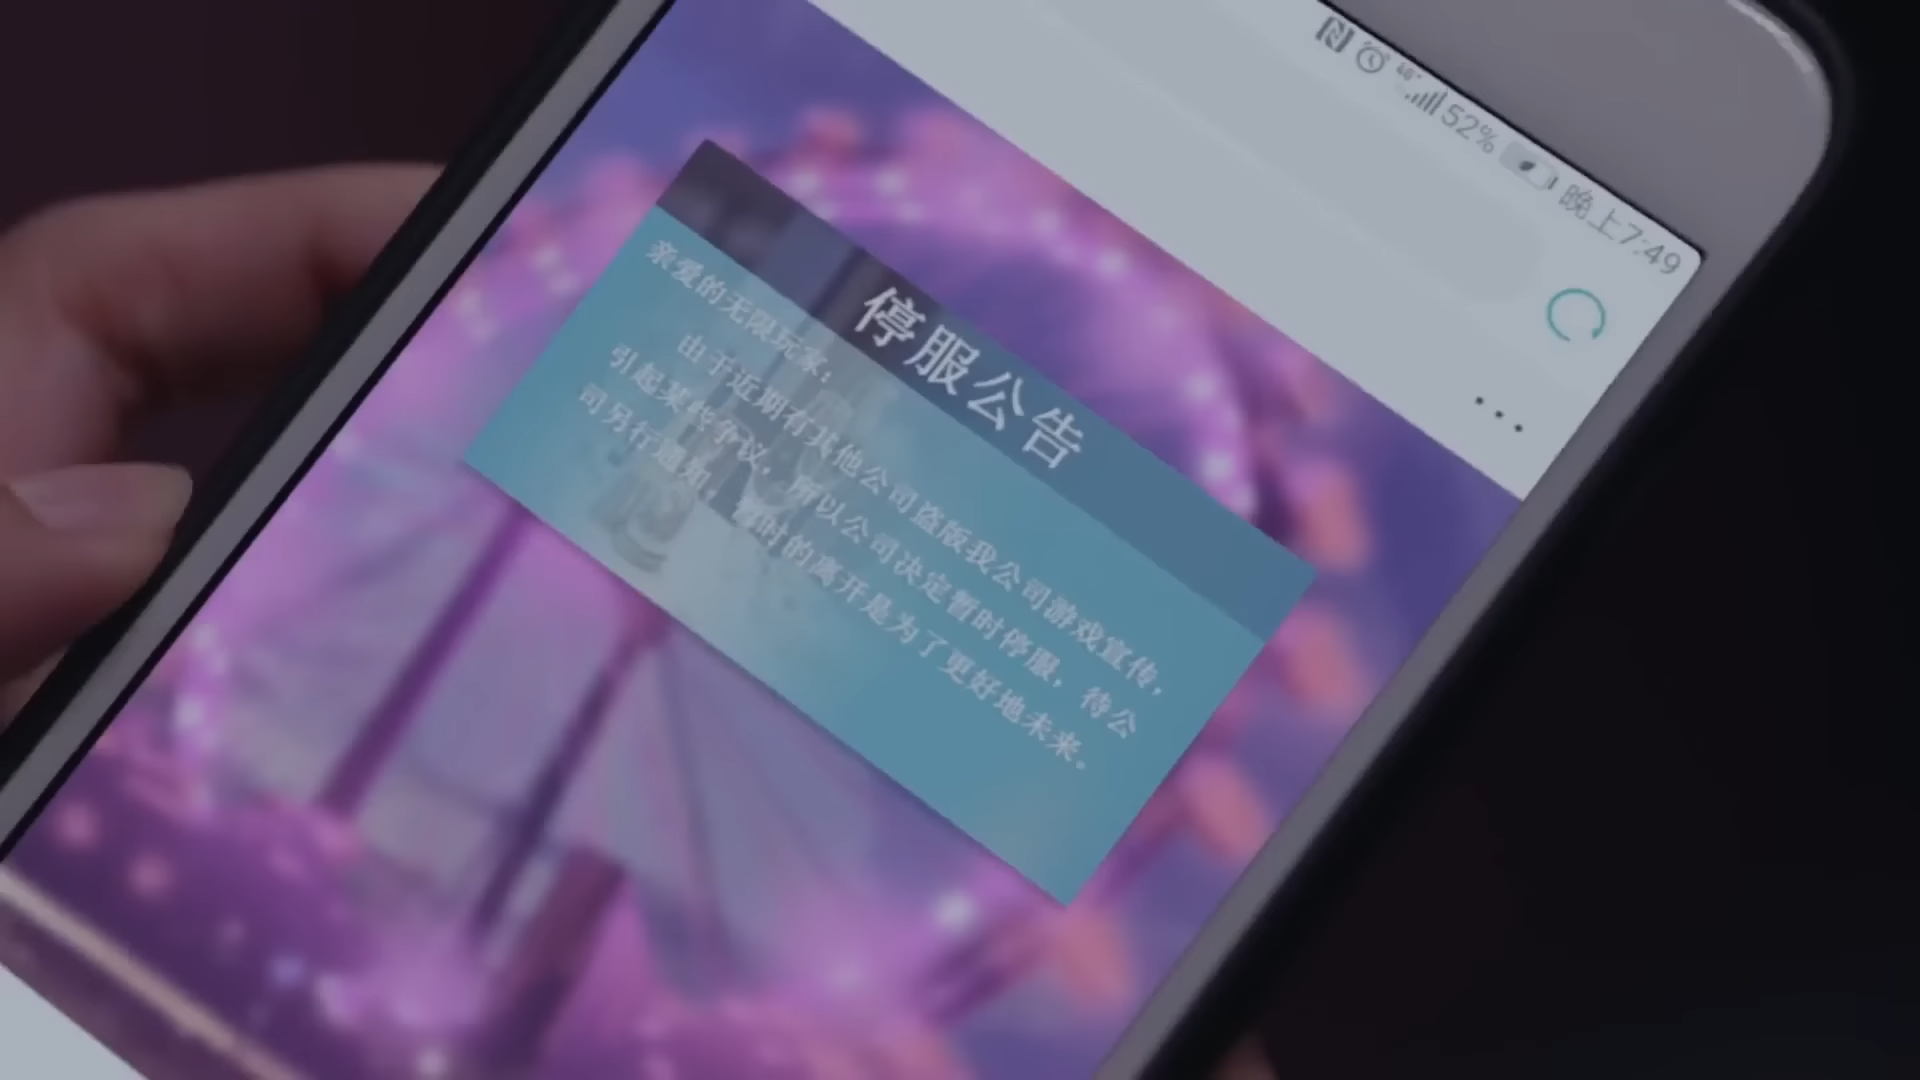 46+ 52% 晚上7:49
停服公告
亲爱的无限玩家：
由于近期有其他公司盗版我公司游戏宣传，
引起某些争议，所以公司决定暂时停服，待公
司另行通知，暂时的离开是为了更好地未来。